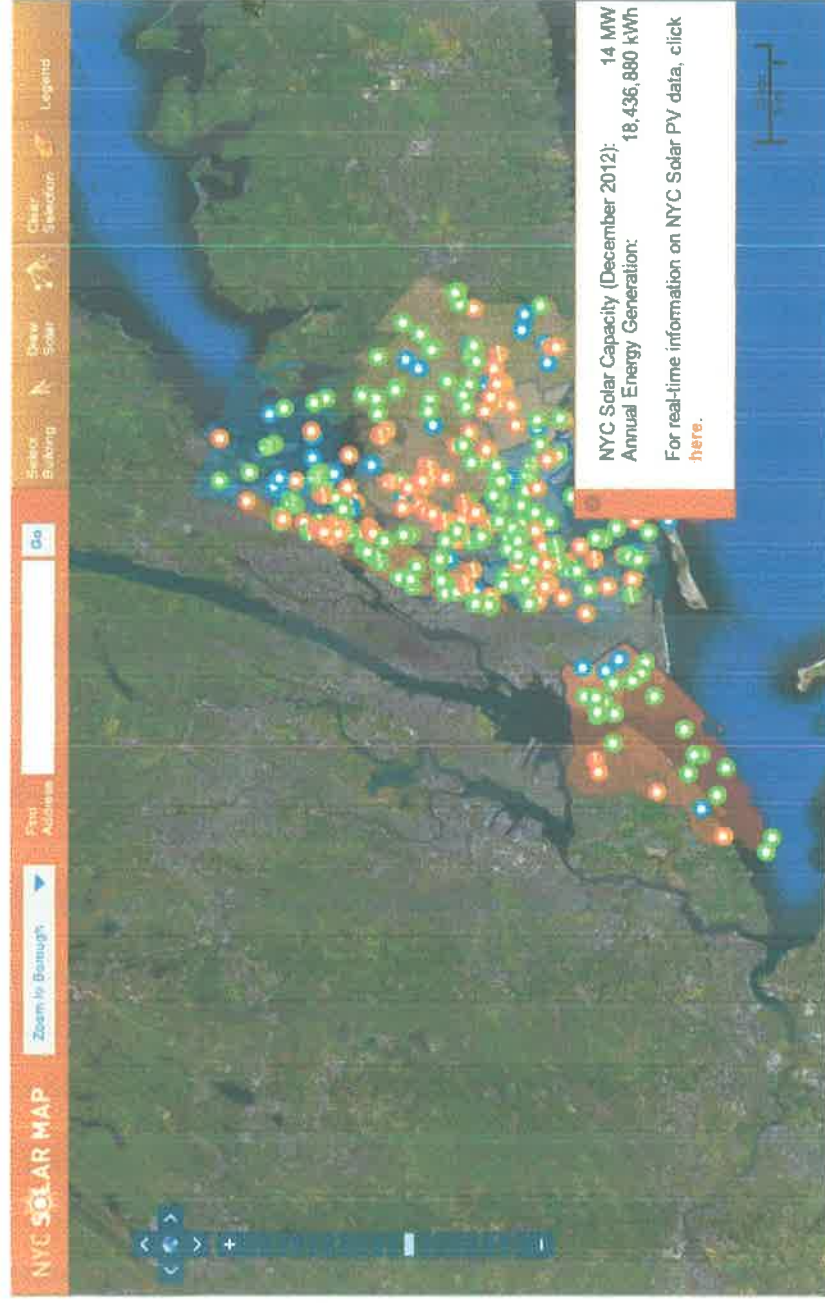 NYC SOLAR MAP
Zoom to Borough
Find
Address
Go
Select
Building
Draw
Solar
Clear
Selection
Legend
NYC Solar Capacity (December 2012): 14 MW
Annual Energy Generation: 18,436,880 kWh
For real-time information on NYC Solar PV data, click
here.